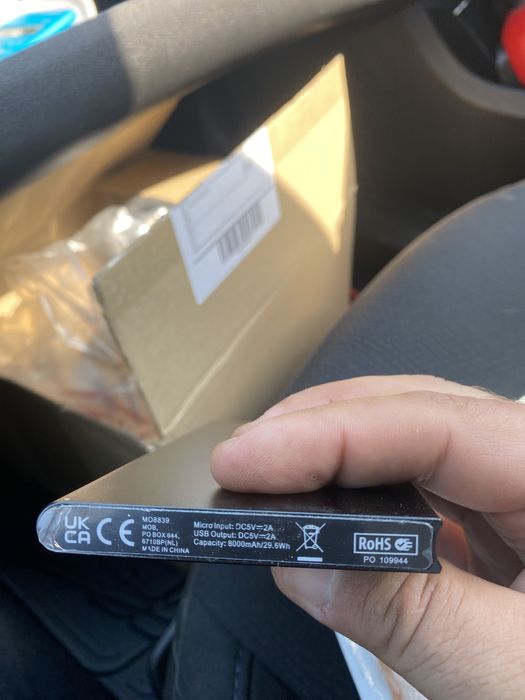 UK
CA
CE
MO8839
MOB,
PO BOX 644,
6710BP(NL)
MADE IN CHINA
Micro Input: DC5V⎓2A
USB Output: DC5V⎓2A
Capacity: 8000mAh/29.6Wh
RoHS
PO 109944